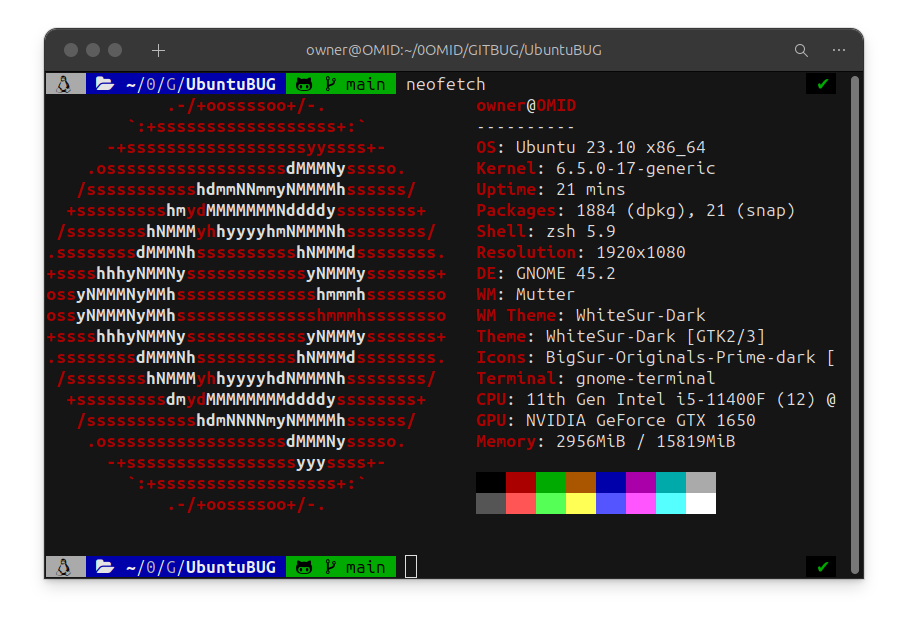 owner@OMID:~/0OMID/GITBUG/UbuntuBUG
~/0/G/UbuntuBUG main neofetch ✔
.-/+oossssoo+/-. owner@OMID
`:+ssssssssssssssssss+:` ----------
-+ssssssssssssssssssyyssss+- OS: Ubuntu 23.10 x86_64
.ossssssssssssssssssdMMMNysssso. Kernel: 6.5.0-17-generic
/ssssssssssshdmmNNmmyNMMMMhssssss/ Uptime: 21 mins
+ssssssssshmydMMMMMMMNddddyssssssss+ Packages: 1884 (dpkg), 21 (snap)
/sssssssshNMMMyhhyyyyhmNMMMNhssssssss/ Shell: zsh 5.9
.ssssssssdMMMNhsssssssssshNMMMdssssssss. Resolution: 1920x1080
+sssshhhyNMMNyssssssssssssyNMMMysssssss+ DE: GNOME 45.2
ossyNMMMNyMMhsssssssssssssshmmmhssssssso WM: Mutter
ossyNMMMNyMMhsssssssssssssshmmmhssssssso WM Theme: WhiteSur-Dark
+sssshhhyNMMNyssssssssssssyNMMMysssssss+ Theme: WhiteSur-Dark [GTK2/3]
.ssssssssdMMMNhsssssssssshNMMMdssssssss. Icons: BigSur-Originals-Prime-dark [
/sssssssshNMMMyhhyyyyhdNMMMNhssssssss/ Terminal: gnome-terminal
+sssssssssdmydMMMMMMMMddddyssssssss+ CPU: 11th Gen Intel i5-11400F (12) @
/ssssssssssshdmNNNNmyNMMMMhssssss/ GPU: NVIDIA GeForce GTX 1650
.ossssssssssssssssssdMMMNysssso. Memory: 2956MiB / 15819MiB
-+sssssssssssssssssyyyssss+-
`:+ssssssssssssssssss+:`
.-/+oossssoo+/-.
~/0/G/UbuntuBUG main ✔